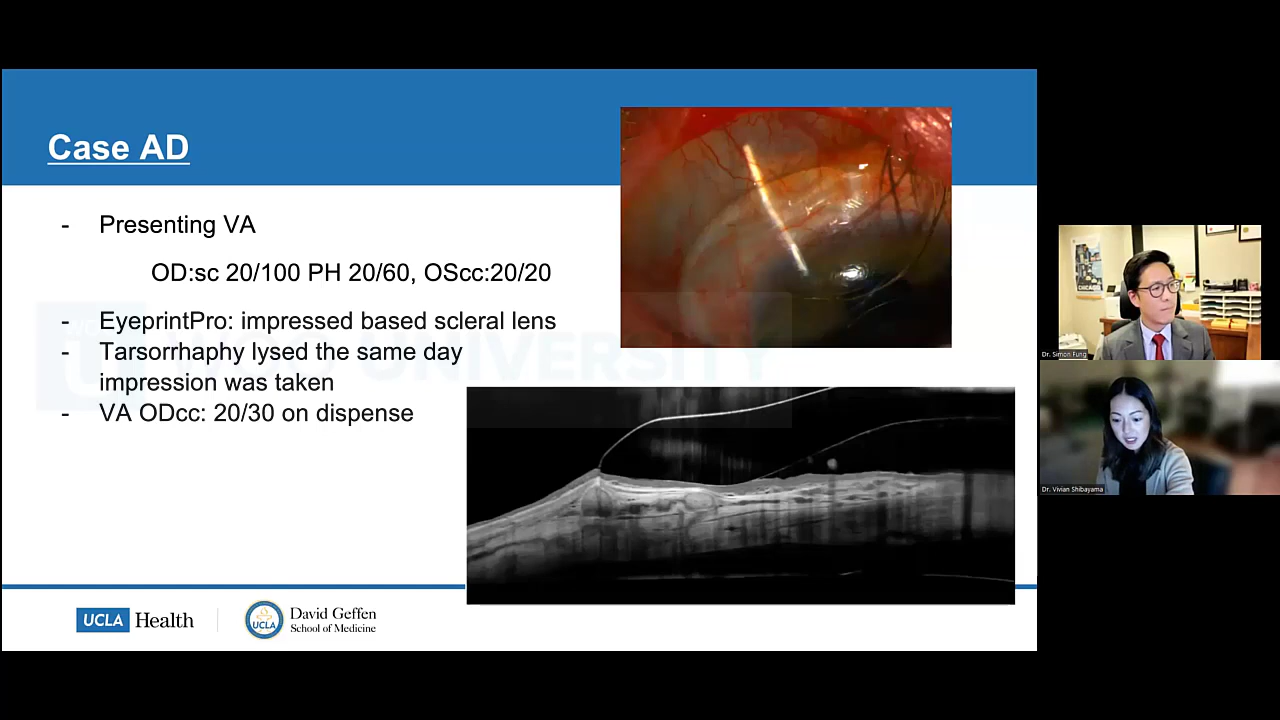 Case AD
- Presenting VA
OD:sc 20/100 PH 20/60, OScc:20/20
- EyeprintPro: impressed based scleral lens
- Tarsorrhaphy lysed the same day
impression was taken
- VA ODcc: 20/30 on dispense
UCLA Health
UCLA
David Geffen
School of Medicine
CHICAGO
Dr. Simon Fung
Dr. Vivian Shibayama